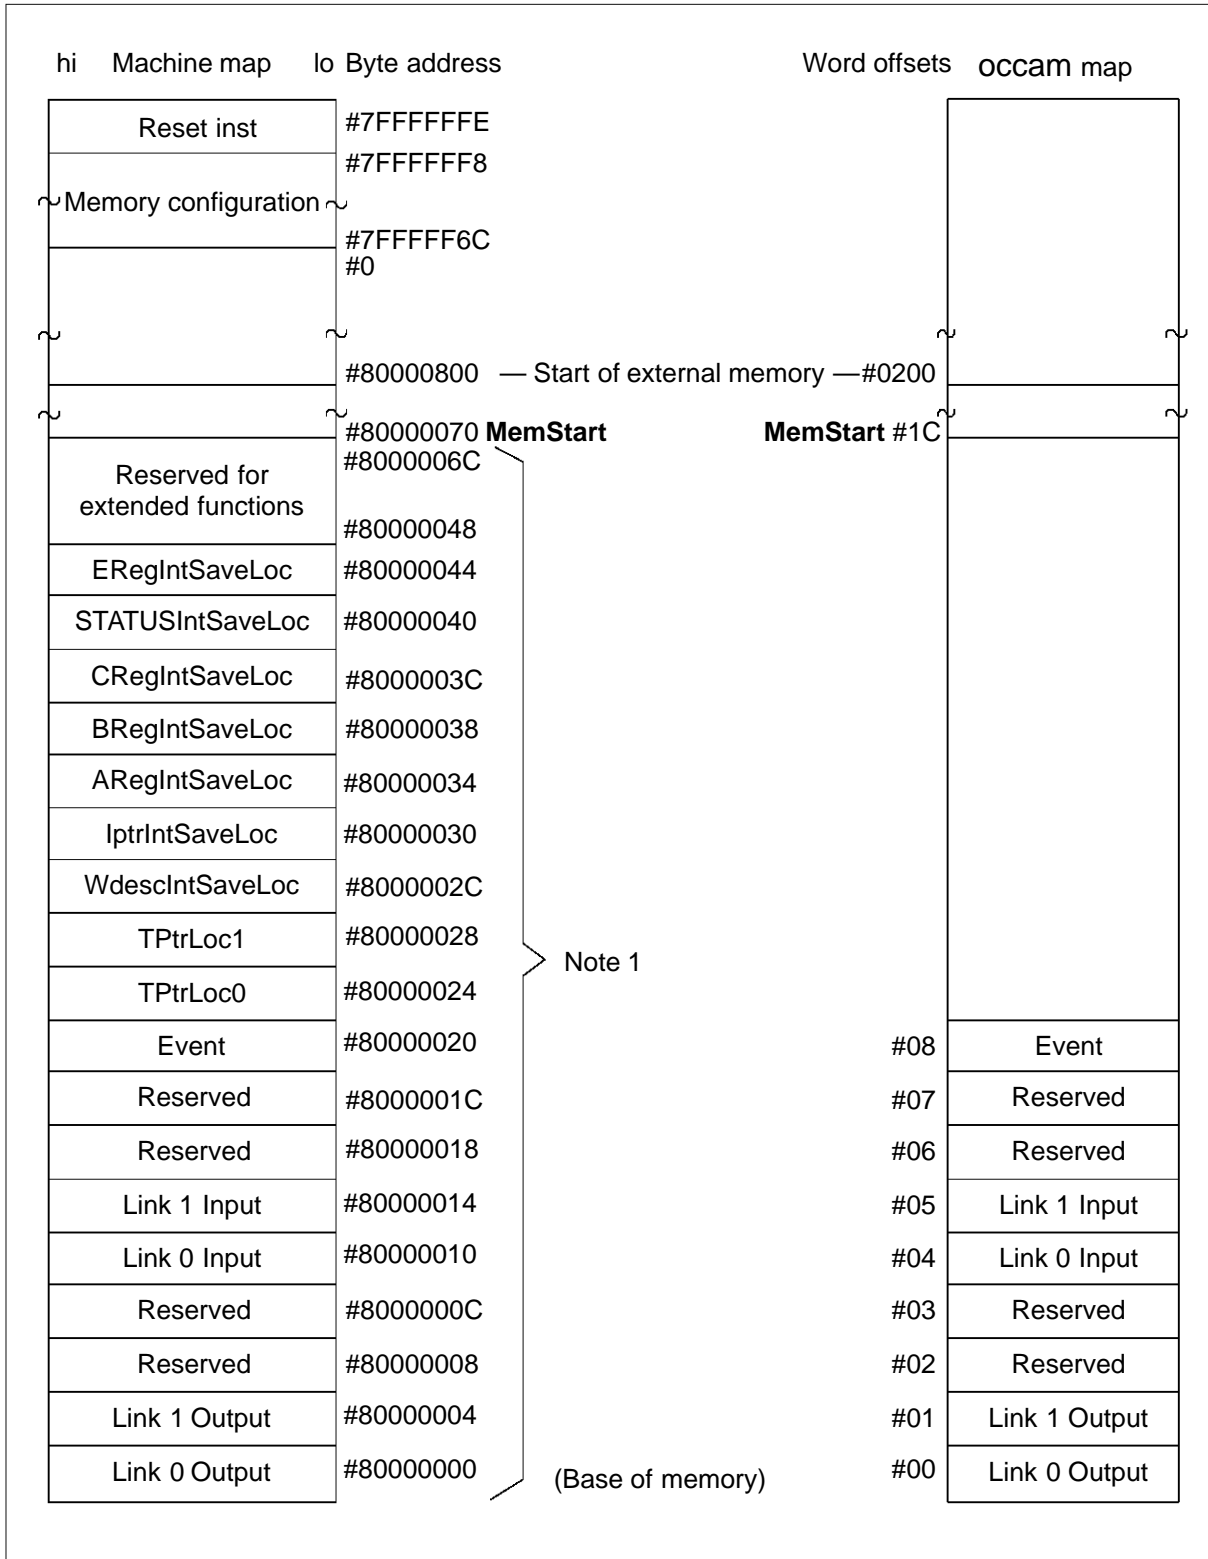 hi Machine map lo Byte address Word offsets occam map
Reset inst #7FFFFFFE
#7FFFFFF8
Memory configuration
#7FFFFF6C
#0
#80000800 — Start of external memory — #0200
#80000070 MemStart MemStart #1C
#8000006C
Reserved for
extended functions
#80000048
ERegIntSaveLoc #80000044
STATUSIntSaveLoc #80000040
CRegIntSaveLoc #8000003C
BRegIntSaveLoc #80000038
ARegIntSaveLoc #80000034
IptrIntSaveLoc #80000030
WdescIntSaveLoc #8000002C
TPtrLoc1 #80000028
Note 1
TPtrLoc0 #80000024
Event #80000020 #08 Event
Reserved #8000001C #07 Reserved
Reserved #80000018 #06 Reserved
Link 1 Input #80000014 #05 Link 1 Input
Link 0 Input #80000010 #04 Link 0 Input
Reserved #8000000C #03 Reserved
Reserved #80000008 #02 Reserved
Link 1 Output #80000004 #01 Link 1 Output
Link 0 Output #80000000 (Base of memory) #00 Link 0 Output